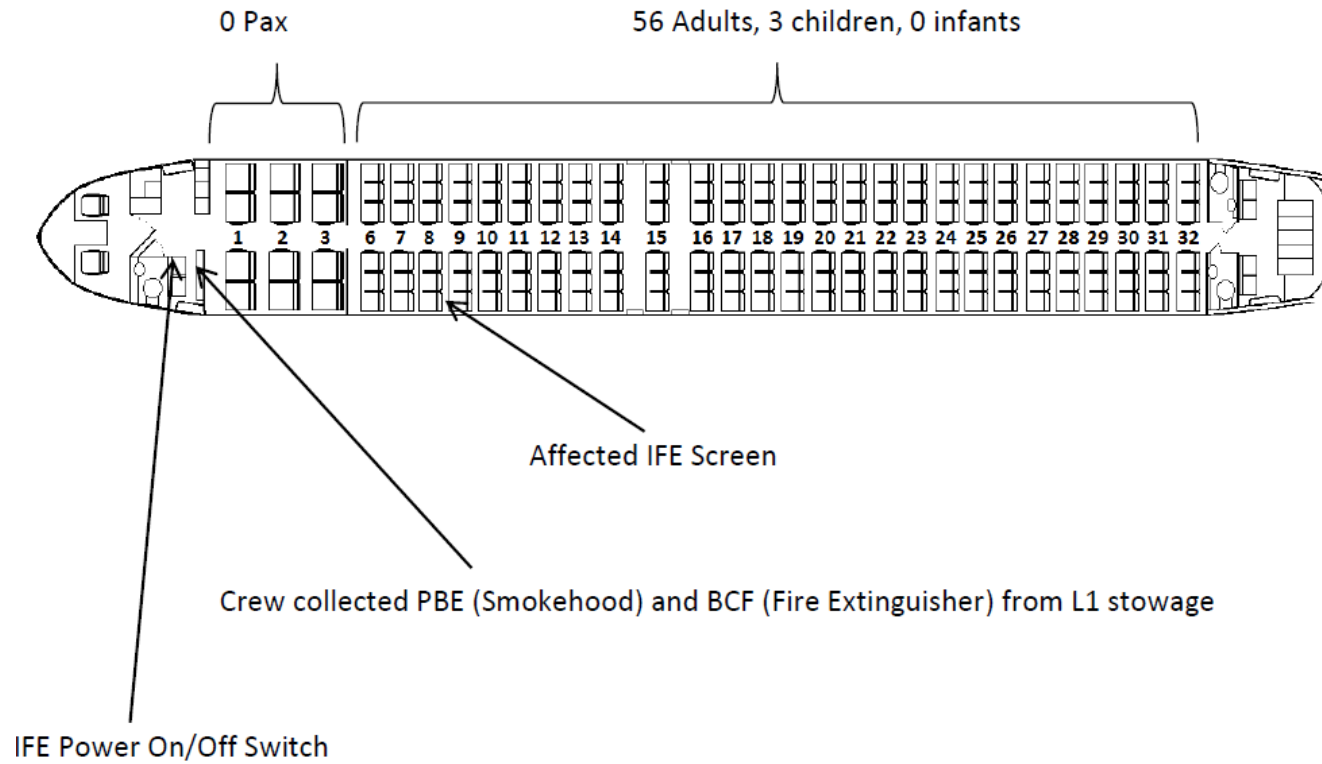 0 Pax
56 Adults, 3 children, 0 infants
1 2 3 6 7 8 9 10 11 12 13 14 15 16 17 18 19 20 21 22 23 24 25 26 27 28 29 30 31 32
Affected IFE Screen
Crew collected PBE (Smokehood) and BCF (Fire Extinguisher) from L1 stowage
IFE Power On/Off Switch